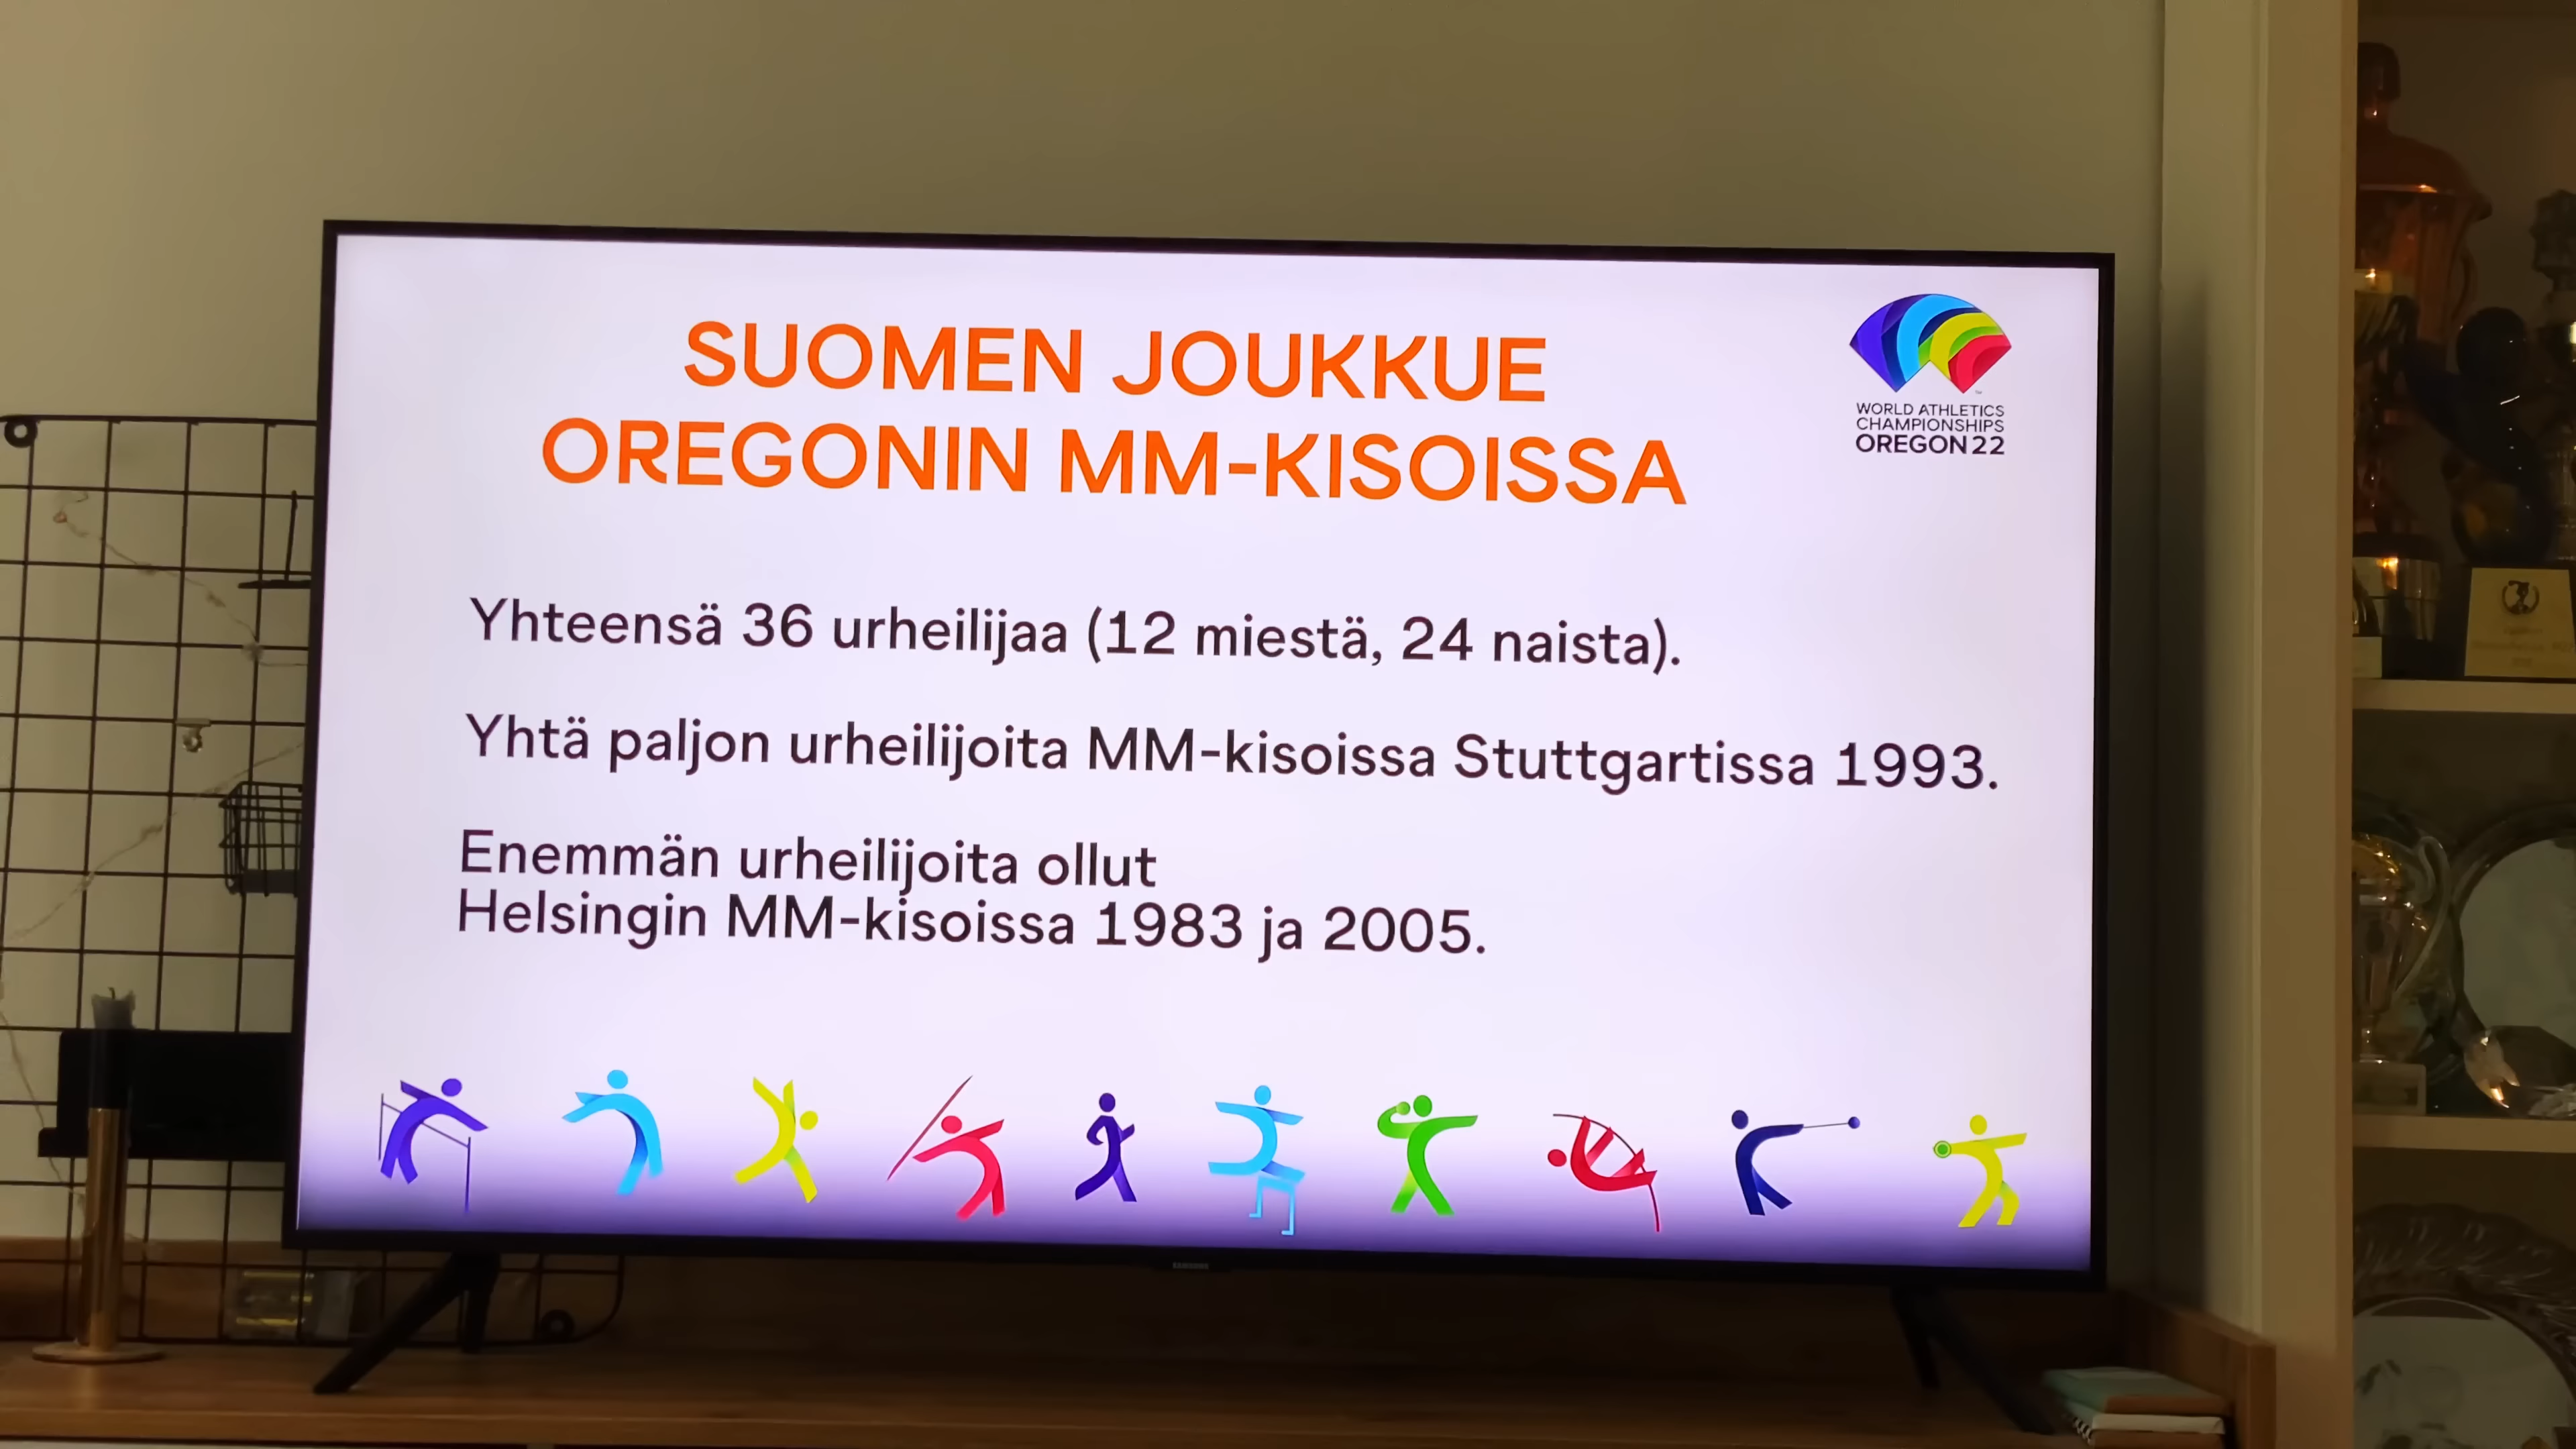 SUOMEN JOUKKUE
OREGONIN MM-KISOISSA
WORLD ATHLETICS
CHAMPIONSHIPS
OREGON22
Yhteensä 36 urheilijaa (12 miestä, 24 naista).
Yhtä paljon urheilijoita MM-kisoissa Stuttgartissa 1993.
Enemmän urheilijoita ollut
Helsingin MM-kisoissa 1983 ja 2005.
SAMSUNG